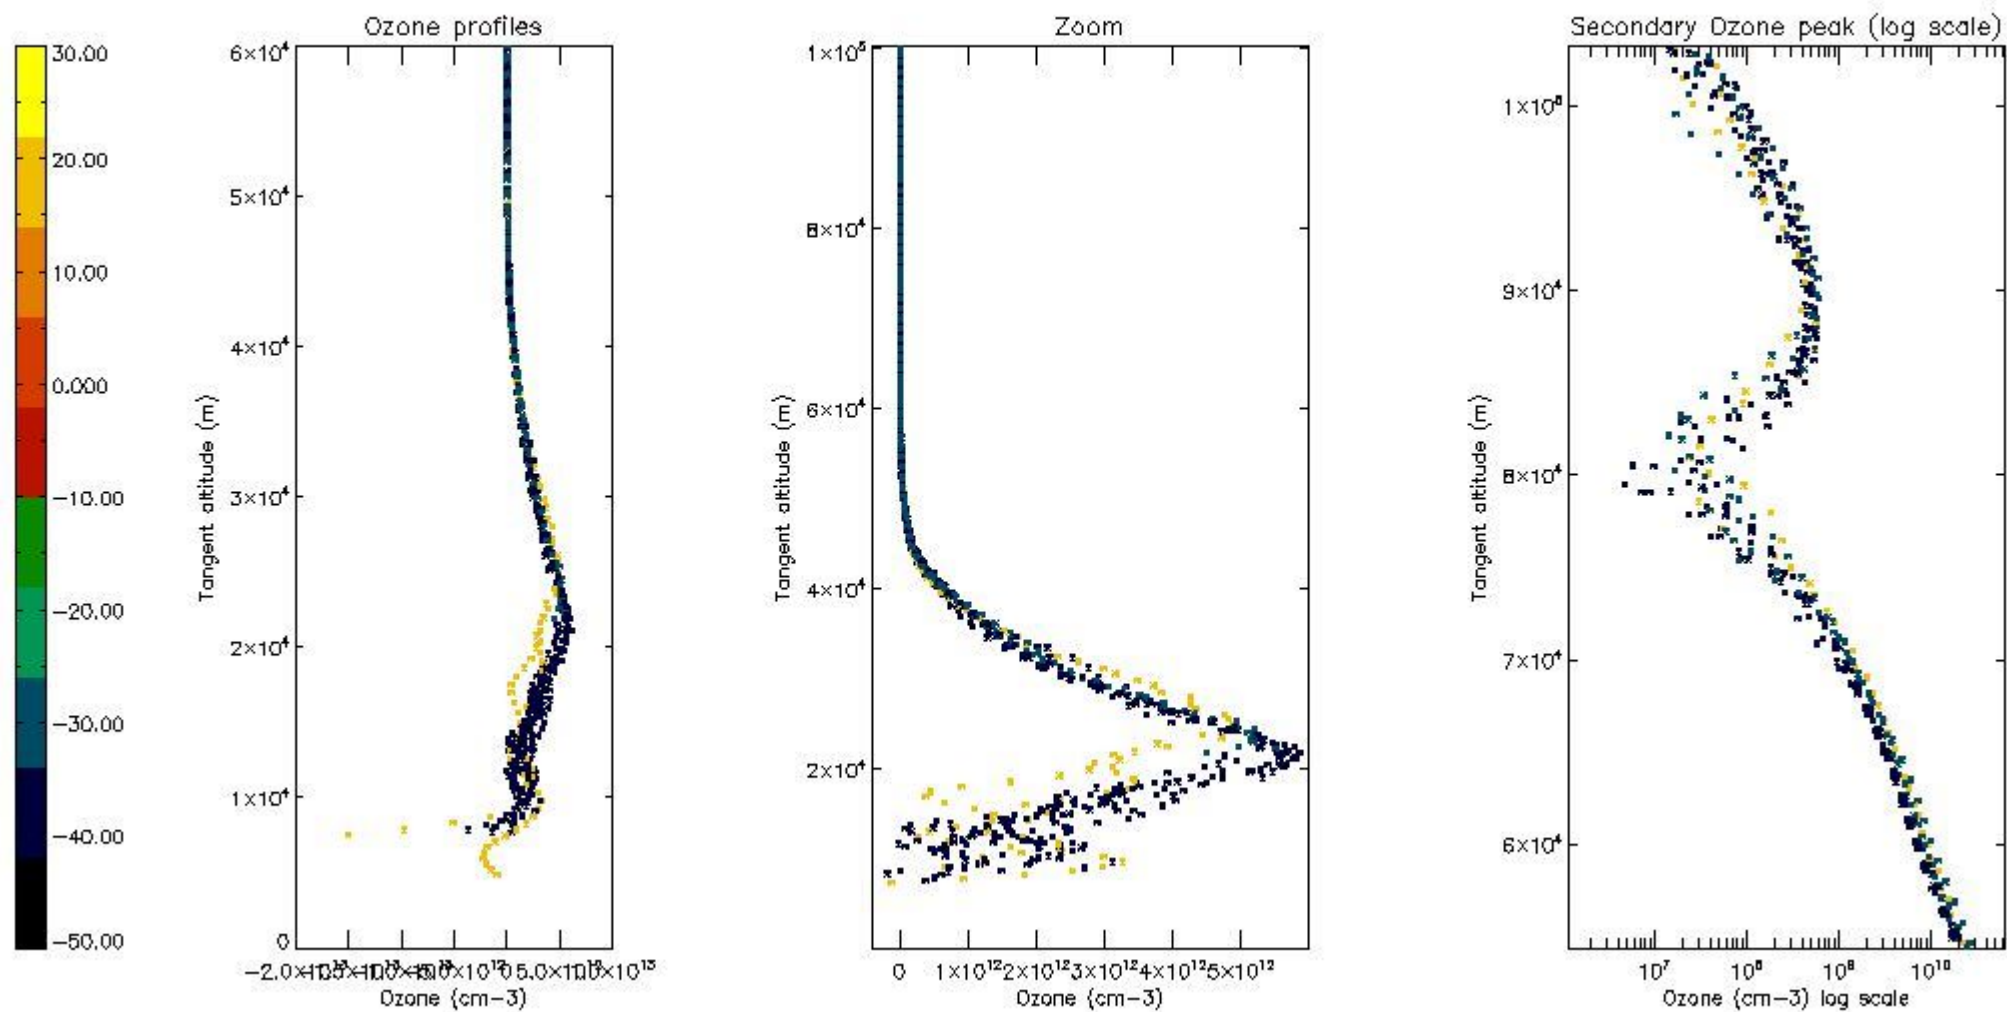 Ozone profiles
Zoom
Secondary Ozone peak (log scale)
30.00
20.00
10.00
0.000
-10.00
-20.00
-30.00
-40.00
-50.00
6×10⁴
5×10⁴
4×10⁴
3×10⁴
2×10⁴
1×10⁴
0
Tangent altitude (m)
5.0×10¹²
Ozone (cm-3)
1×10⁵
8×10⁴
6×10⁴
4×10⁴
2×10⁴
Tangent altitude (m)
0 1×10¹² 2×10¹² 3×10¹² 4×10¹² 5×10¹²
Ozone (cm-3)
9×10⁴
8×10⁴
7×10⁴
6×10⁴
Tangent altitude (m)
10⁷ 10⁸ 10⁹ 10¹⁰
Ozone (cm-3) log scale